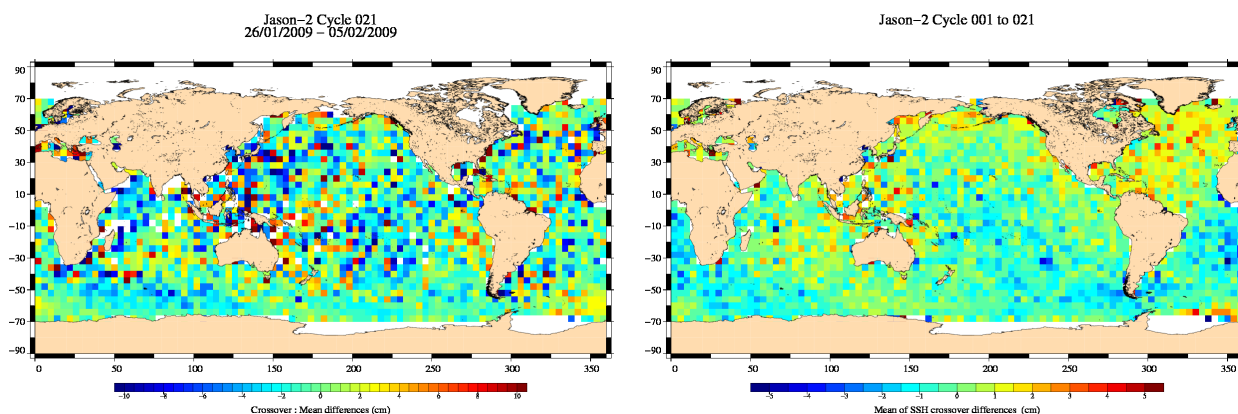 Jason-2 Cycle 021
26/01/2009 - 05/02/2009
90
70
50
30
10
-10
-30
-50
-70
-90
0 50 100 150 200 250 300 350
-10 -8 -6 -4 -2 0 2 4 6 8 10
Crossover : Mean differences (cm)
Jason-2 Cycle 001 to 021
90
70
50
30
10
-10
-30
-50
-70
-90
0 50 100 150 200 250 300 350
-5 -4 -3 -2 -1 0 1 2 3 4 5
Mean of SSH crossover differences (cm)